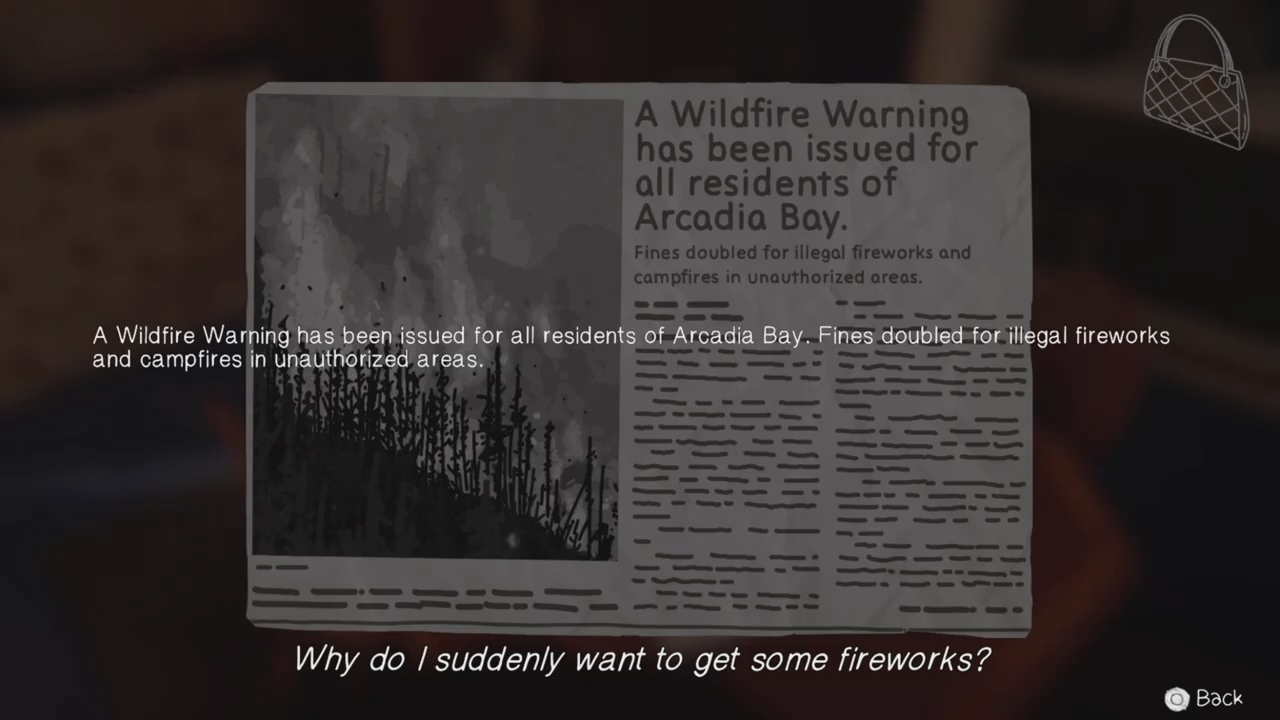 A Wildfire Warning
has been issued for
all residents of
Arcadia Bay.
Fines doubled for illegal fireworks and
campfires in unauthorized areas.
A Wildfire Warning has been issued for all residents of Arcadia Bay. Fines doubled for illegal fireworks
and campfires in unauthorized areas.
Why do I suddenly want to get some fireworks?
Back